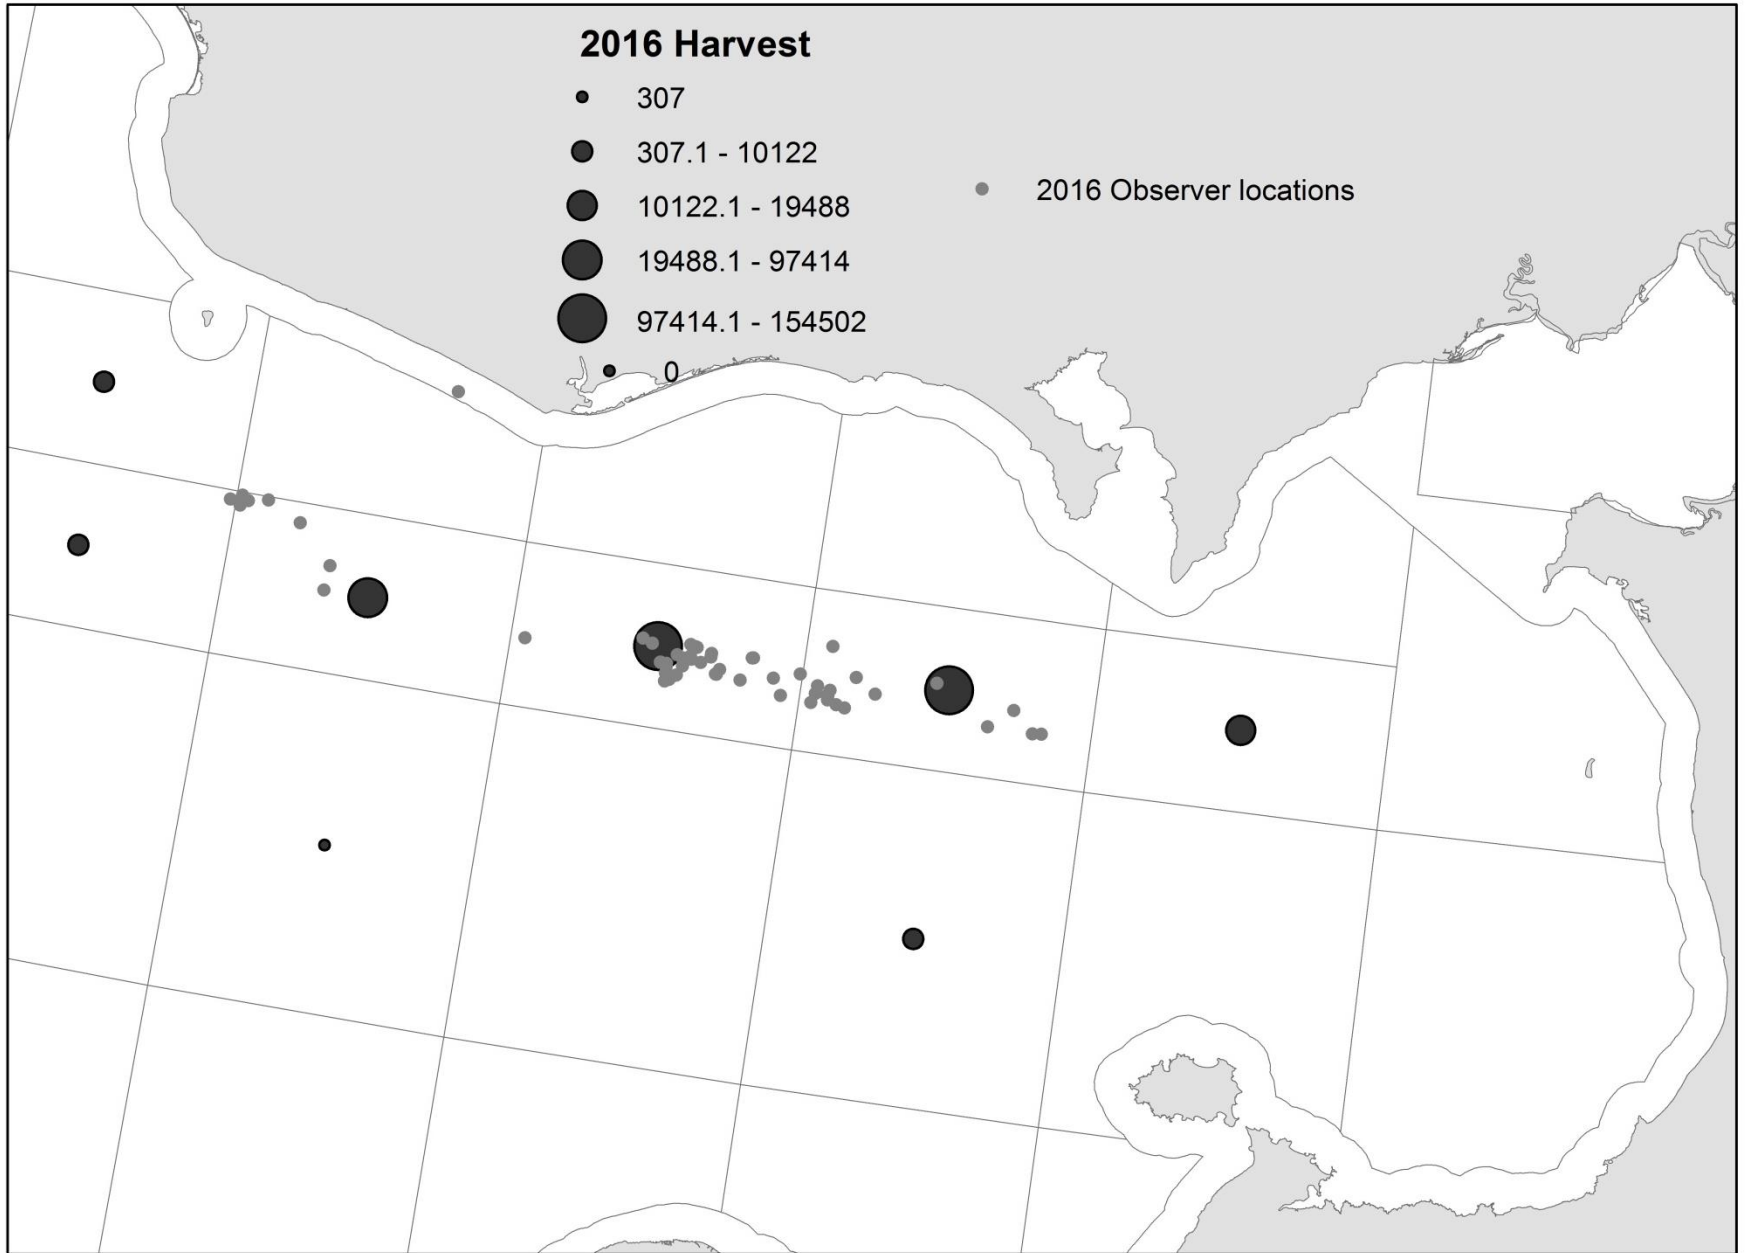 2016 Harvest
307
307.1 - 10122
10122.1 - 19488
19488.1 - 97414
97414.1 - 154502
0
2016 Observer locations